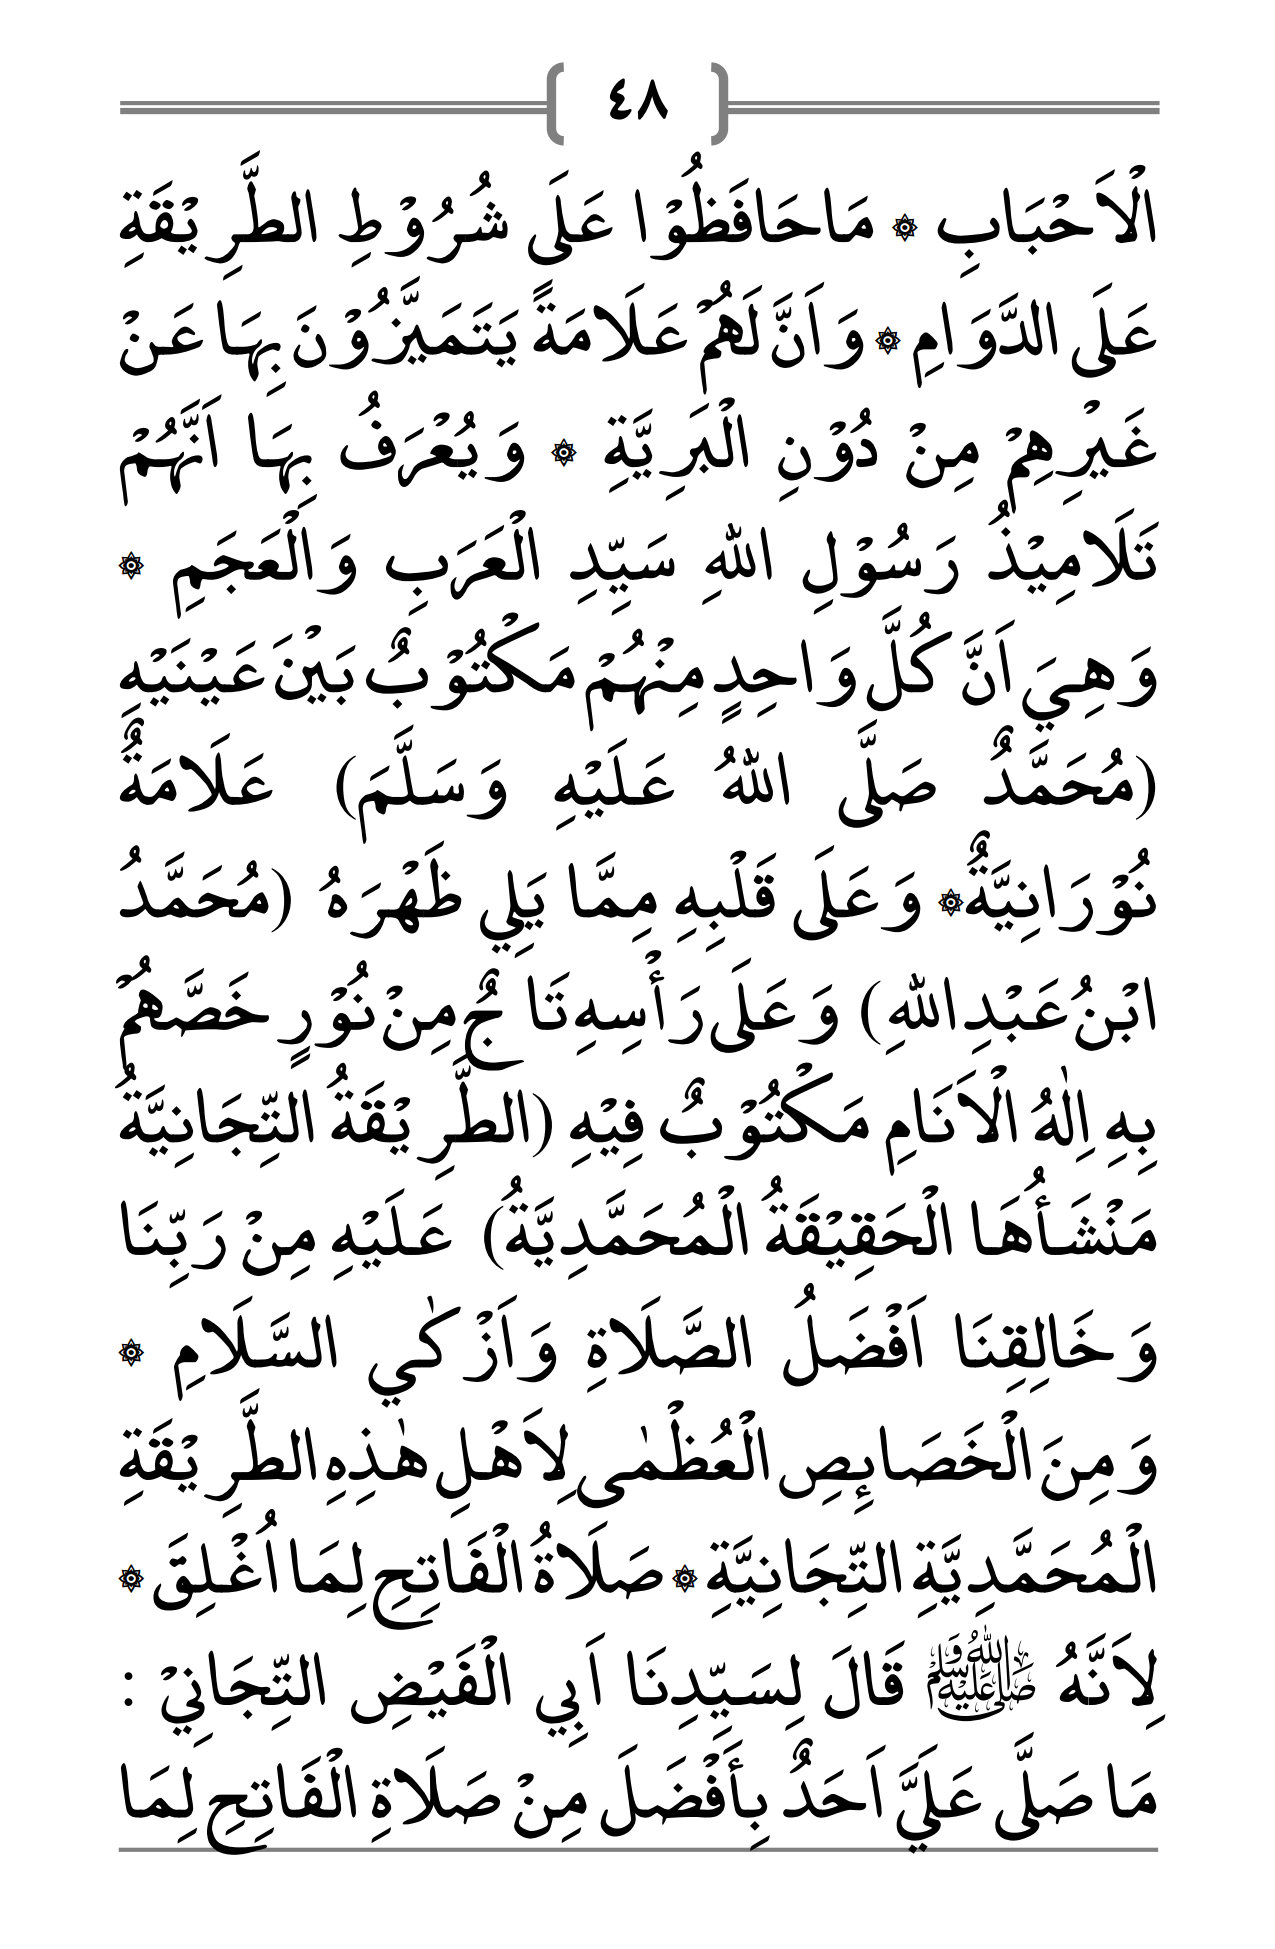 ٤٨
الْاَحْبَابِ ۞ مَاحَافَظُوْا عَلَى شُرُوْطِ الطَّرِيْقَةِ
عَلَى الدَّوَامِ ۞ وَاَنَّ لَهُمْ عَلَامَةً يَتَمَيَّزُوْنَ بِهَا عَنْ
غَيْرِهِمْ مِنْ دُوْنِ الْبَرِيَّةِ ۞ وَيُعْرَفُ بِهَا اَنَّهُمْ
تَلَامِيْذُ رَسُوْلِ اللهِ سَيِّدِ الْعَرَبِ وَالْعَجَمِ ۞
وَهِيَ اَنَّ كُلَّ وَاحِدٍ مِنْهُمْ مَكْتُوْبٌ بَيْنَ عَيْنَيْهِ
(مُحَمَّدٌ صَلَّى اللهُ عَلَيْهِ وَسَلَّمَ) عَلَامَةٌ
نُوْرَانِيَّةٌ ۞ وَعَلَى قَلْبِهِ مِمَّا يَلِي ظَهْرَهُ (مُحَمَّدُ
ابْنُ عَبْدِاللهِ) وَعَلَى رَأْسِهِ تَاجٌ مِنْ نُوْرٍ خَصَّهُمْ
بِهِ اِلٰهُ الْاَنَامِ مَكْتُوْبٌ فِيْهِ (الطَّرِيْقَةُ التِّجَانِيَّةُ
مَنْشَأُهَا الْحَقِيْقَةُ الْمُحَمَّدِيَّةُ) عَلَيْهِ مِنْ رَبِّنَا
وَخَالِقِنَا اَفْضَلُ الصَّلَاةِ وَاَزْكٰي السَّلَامِ ۞
وَمِنَ الْخَصَائِصِ الْعُظْمٰى لِاَهْلِ هٰذِهِ الطَّرِيْقَةِ
الْمُحَمَّدِيَّةِ التِّجَانِيَّةِ ۞ صَلَاةُ الْفَاتِحِ لِمَا اُغْلِقَ ۞
لِاَنَّهُ ﷺ قَالَ لِسَيِّدِنَا اَبِي الْفَيْضِ التِّجَانِيْ :
مَا صَلَّى عَلَيَّ اَحَدٌ بِأَفْضَلَ مِنْ صَلَاةِ الْفَاتِحِ لِمَا